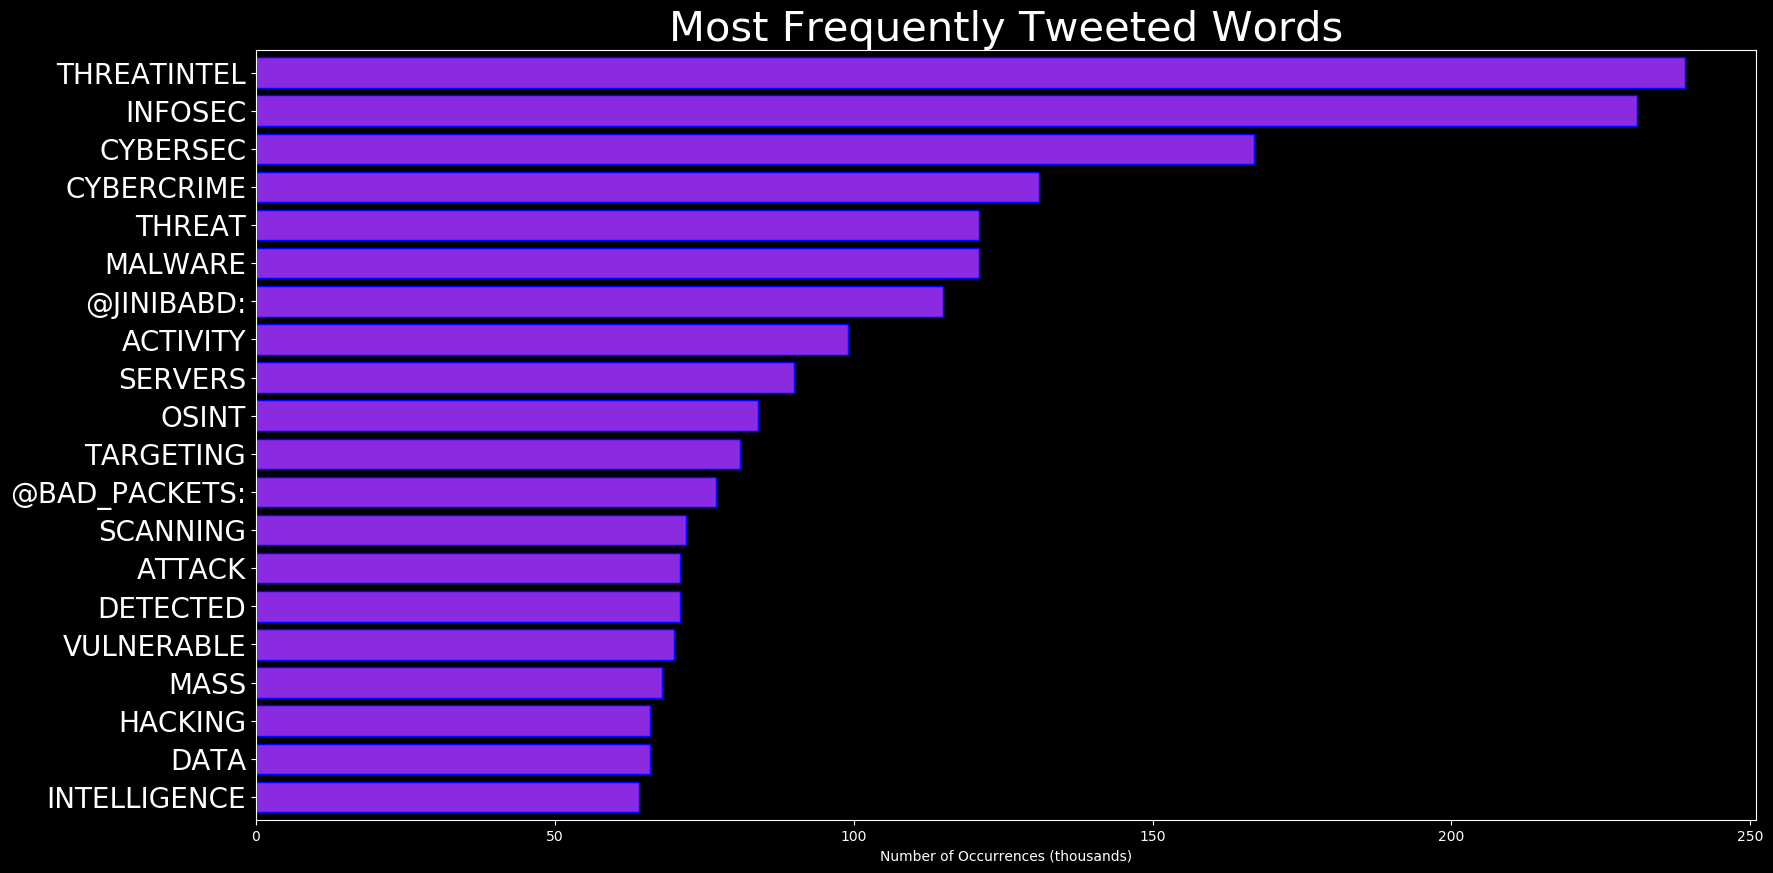 Most Frequently Tweeted Words
THREATINTEL
INFOSEC
CYBERSEC
CYBERCRIME
THREAT
MALWARE
@JINIBABD:
ACTIVITY
SERVERS
OSINT
TARGETING
@BAD_PACKETS:
SCANNING
ATTACK
DETECTED
VULNERABLE
MASS
HACKING
DATA
INTELLIGENCE
0 50 100 150 200 250
Number of Occurrences (thousands)